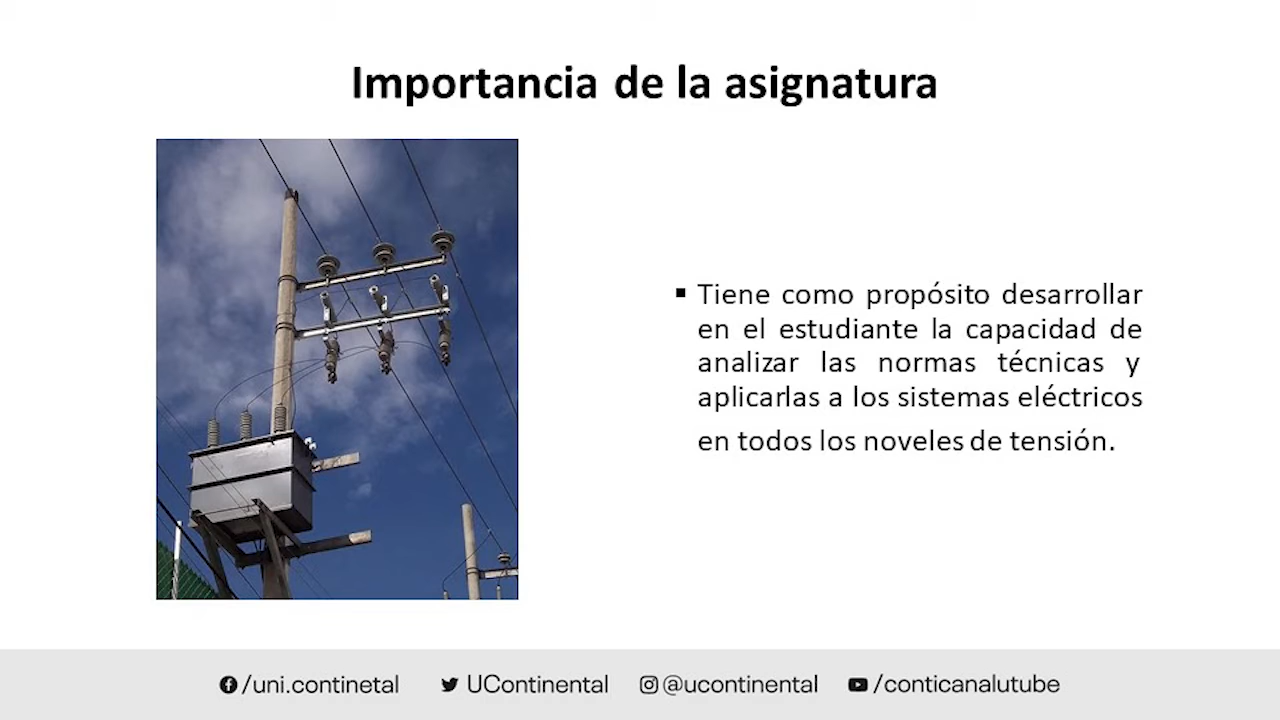 Importancia de la asignatura
▪ Tiene como propósito desarrollar
en el estudiante la capacidad de
analizar las normas técnicas y
aplicarlas a los sistemas eléctricos
en todos los noveles de tensión.
/uni.continetal UContinental @ucontinental /conticanalutube